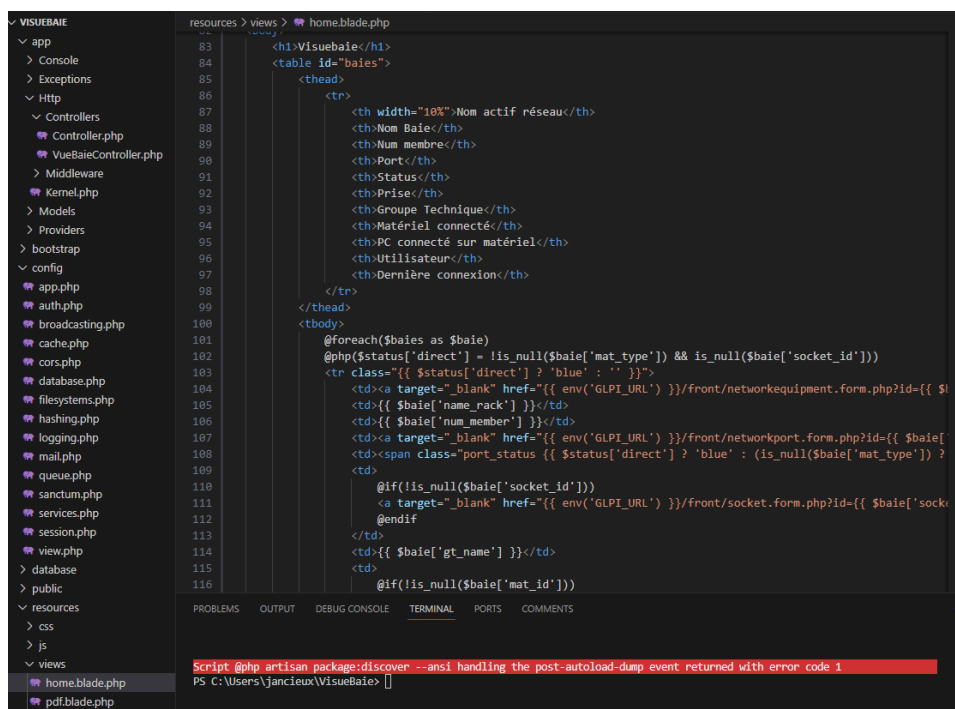 VISUEBAIE
app
Console
Exceptions
Http
Controllers
Controller.php
VueBaieController.php
Middleware
Kernel.php
Models
Providers
bootstrap
config
app.php
auth.php
broadcasting.php
cache.php
cors.php
database.php
filesystems.php
hashing.php
logging.php
mail.php
queue.php
sanctum.php
services.php
session.php
view.php
database
public
resources
css
js
views
home.blade.php
pdf.blade.php
resources > views > home.blade.php
82 <body>
83 <h1>Visuebaie</h1>
84 <table id="baies">
85 <thead>
86 <tr>
87 <th width="10%">Nom actif réseau</th>
88 <th>Nom Baie</th>
89 <th>Num membre</th>
90 <th>Port</th>
91 <th>Status</th>
92 <th>Prise</th>
93 <th>Groupe Technique</th>
94 <th>Matériel connecté</th>
95 <th>PC connecté sur matériel</th>
96 <th>Utilisateur</th>
97 <th>Dernière connexion</th>
98 </tr>
99 </thead>
100 <tbody>
101 @foreach($baies as $baie)
102 @php($status['direct'] = !is_null($baie['mat_type']) && is_null($baie['socket_id']))
103 <tr class="{{ $status['direct'] ? 'blue' : '' }}">
104 <td><a target="_blank" href="{{ env('GLPI_URL') }}/front/networkequipment.form.php?id={{ $b
105 <td>{{ $baie['name_rack'] }}</td>
106 <td>{{ $baie['num_member'] }}</td>
107 <td><a target="_blank" href="{{ env('GLPI_URL') }}/front/networkport.form.php?id={{ $baie['
108 <td><span class="port_status {{ $status['direct'] ? 'blue' : (is_null($baie['mat_type']) ?
109 <td>
110 @if(!is_null($baie['socket_id']))
111 <a target="_blank" href="{{ env('GLPI_URL') }}/front/socket.form.php?id={{ $baie['socke
112 @endif
113 </td>
114 <td>{{ $baie['gt_name'] }}</td>
115 <td>
116 @if(!is_null($baie['mat_id']))
PROBLEMS OUTPUT DEBUG CONSOLE TERMINAL PORTS COMMENTS
Script @php artisan package:discover --ansi handling the post-autoload-dump event returned with error code 1
PS C:\Users\jancieux\VisueBaie>